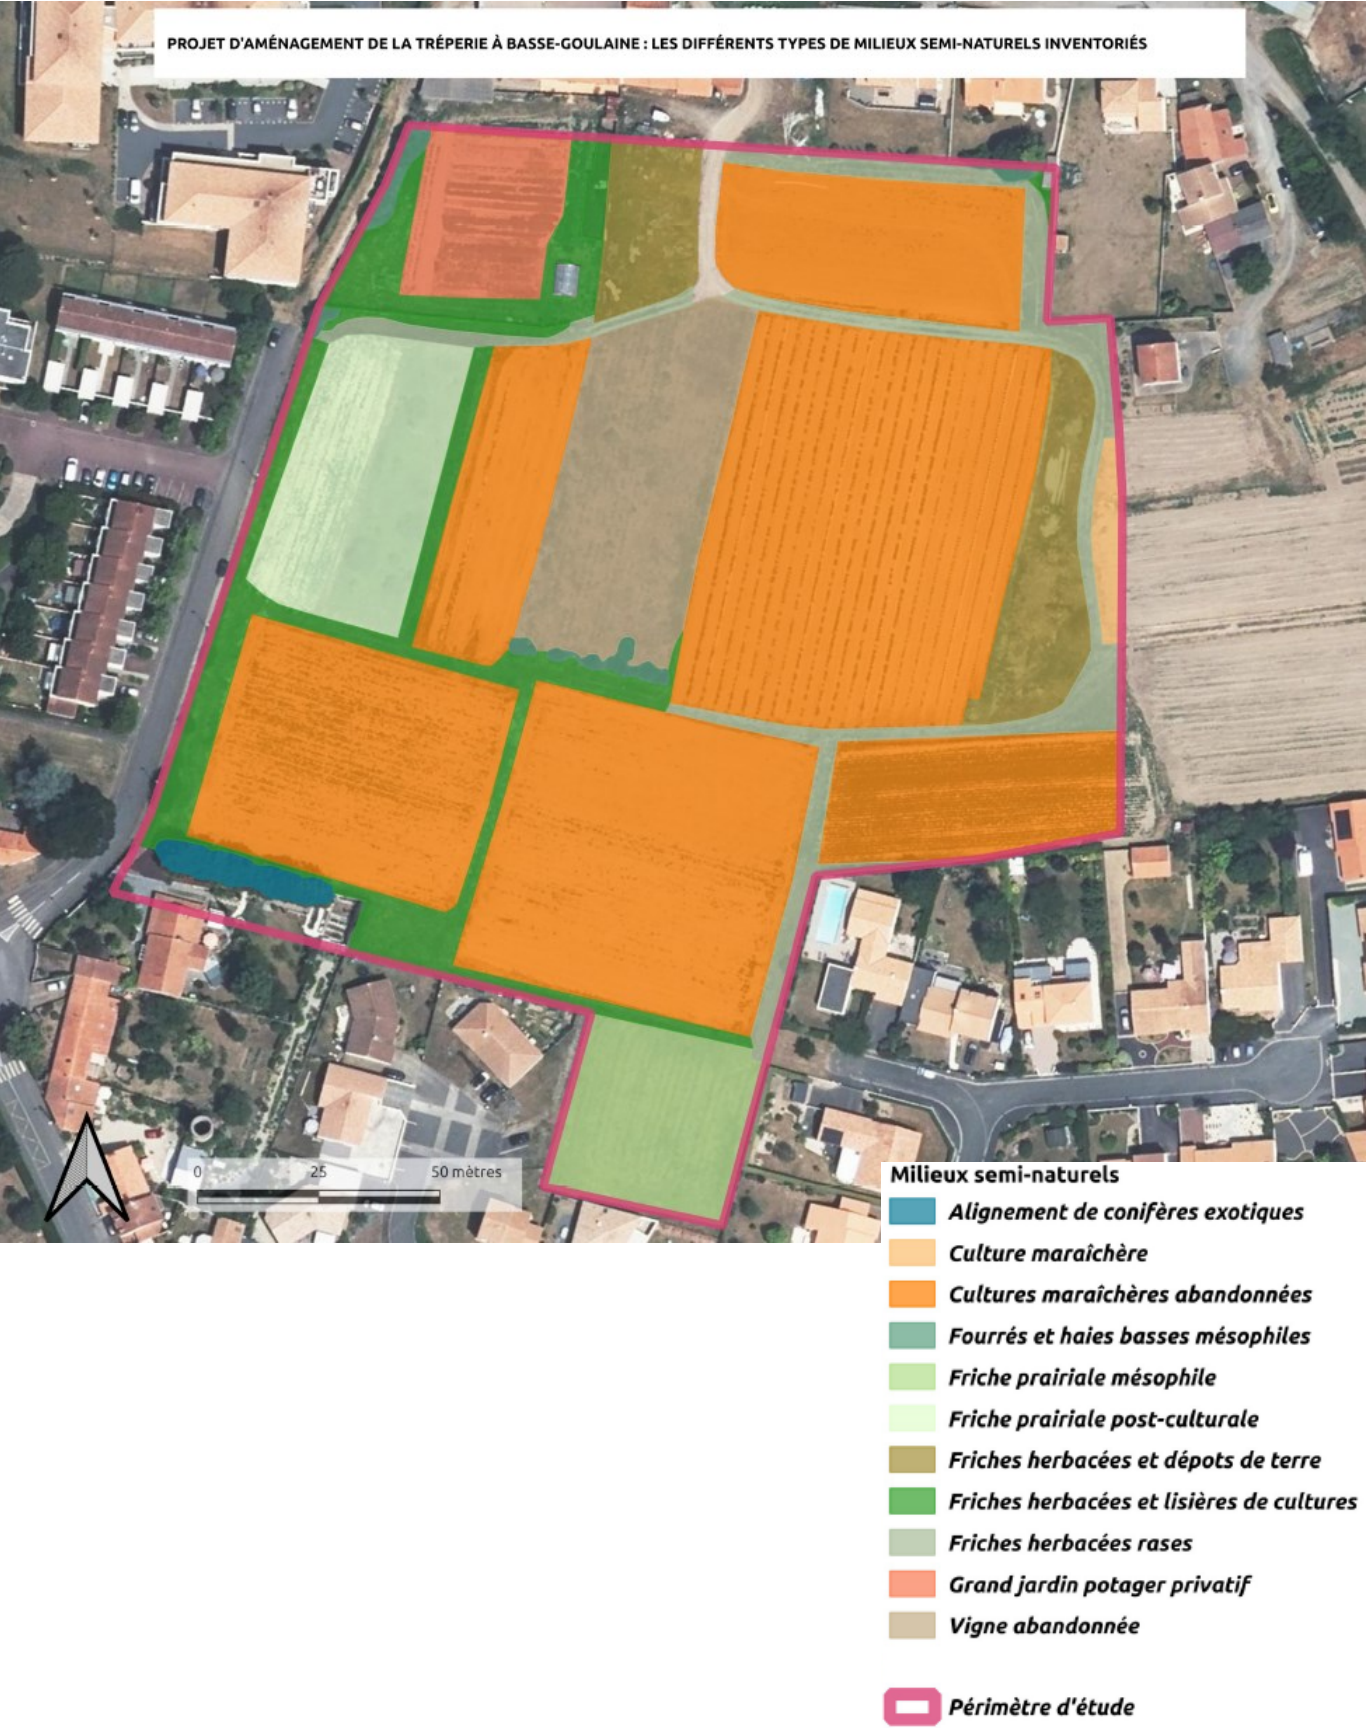 PROJET D'AMÉNAGEMENT DE LA TRÉPERIE À BASSE-GOULAINE : LES DIFFÉRENTS TYPES DE MILIEUX SEMI-NATURELS INVENTORIÉS
0 25 50 mètres
Milieux semi-naturels
Alignement de conifères exotiques
Culture maraîchère
Cultures maraîchères abandonnées
Fourrés et haies basses mésophiles
Friche prairiale mésophile
Friche prairiale post-culturale
Friches herbacées et dépots de terre
Friches herbacées et lisières de cultures
Friches herbacées rases
Grand jardin potager privatif
Vigne abandonnée
Périmètre d'étude